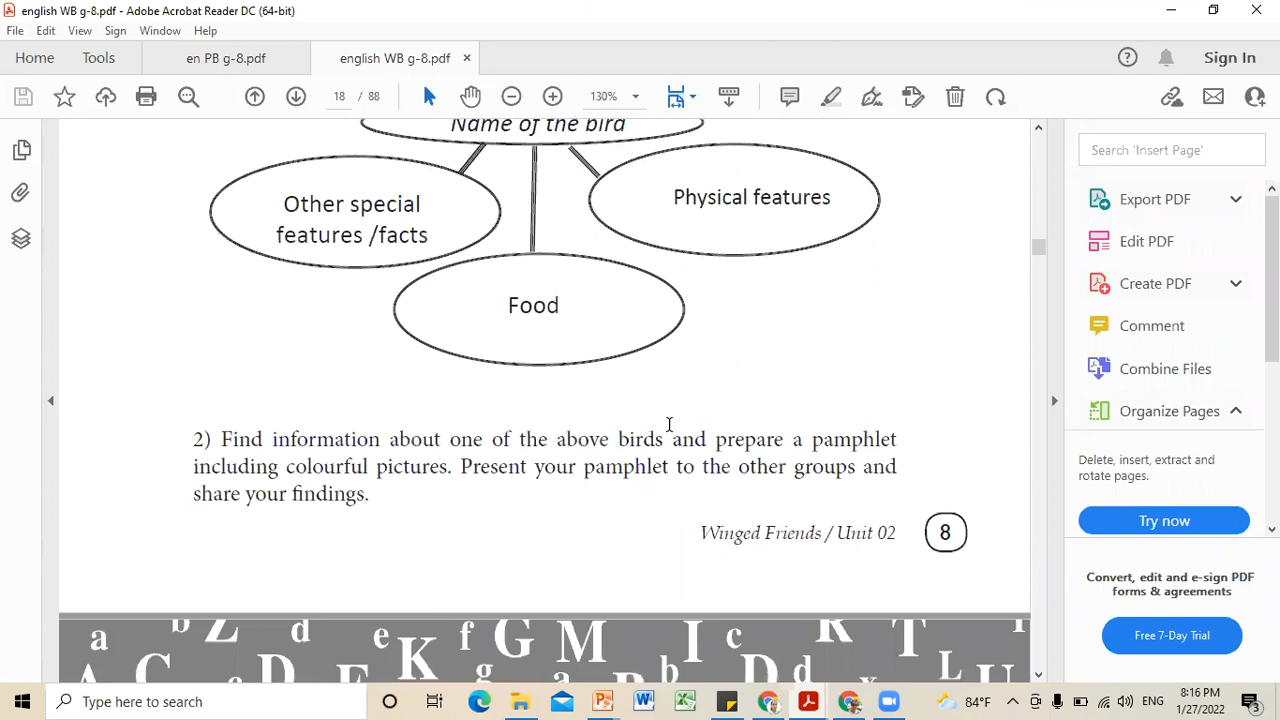 english WB g-8.pdf - Adobe Acrobat Reader DC (64-bit)
File Edit View Sign Window Help
Home Tools en PB g-8.pdf english WB g-8.pdf × Sign In
18 / 88 130%
Name of the bird
Other special
features /facts
Physical features
Food
2) Find information about one of the above birds and prepare a pamphlet
including colourful pictures. Present your pamphlet to the other groups and
share your findings.
Winged Friends / Unit 02 8
a b Z d e K f G M I c R T
A C D g b D d L U
Search 'Insert Page'
Export PDF
Edit PDF
Create PDF
Comment
Combine Files
Organize Pages
Delete, insert, extract and
rotate pages.
Try now
Convert, edit and e-sign PDF
forms & agreements
Free 7-Day Trial
Type here to search
84°F ENG 8:16 PM
1/27/2022 3